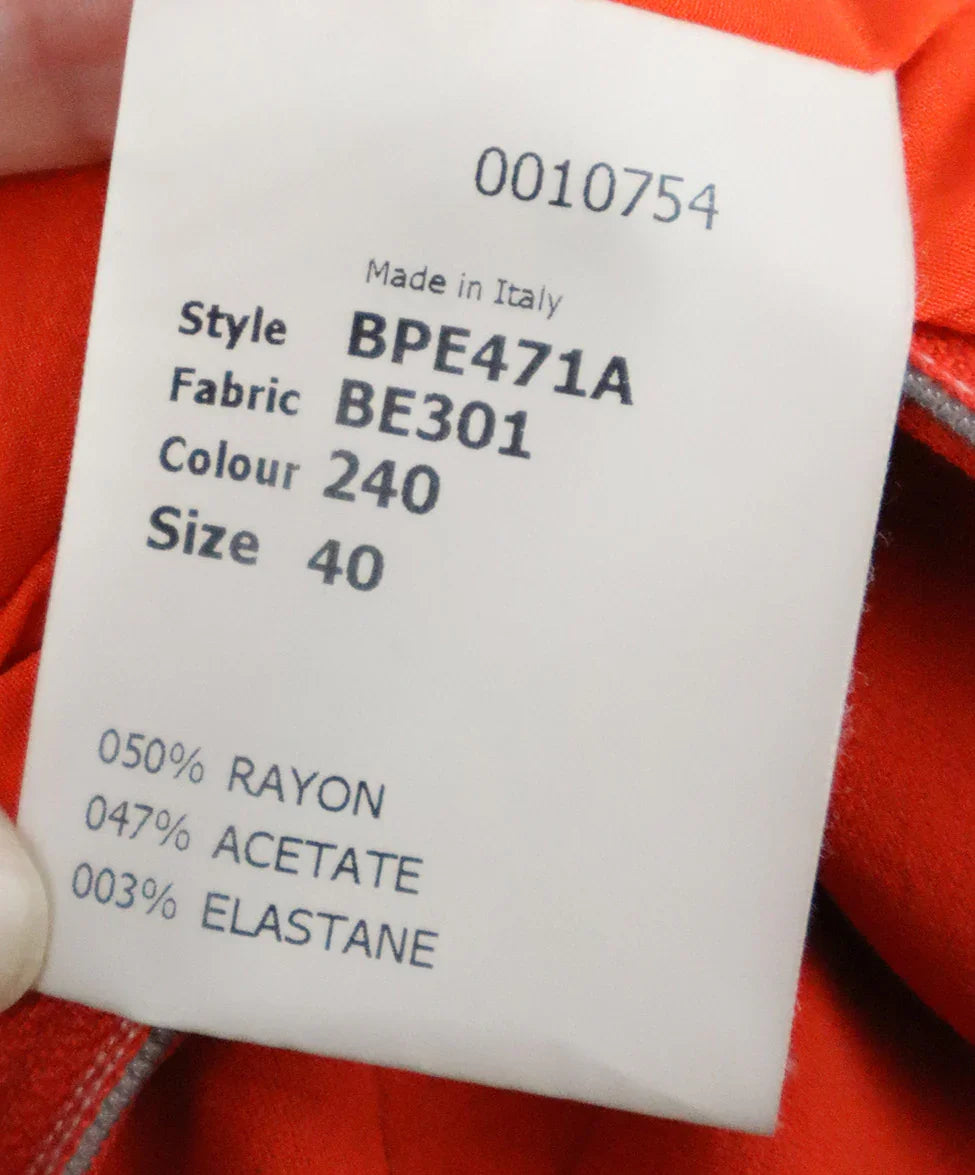 0010754
Made in Italy
Style BPE471A
Fabric BE301
Colour 240
Size 40
050% RAYON
047% ACETATE
003% ELASTANE